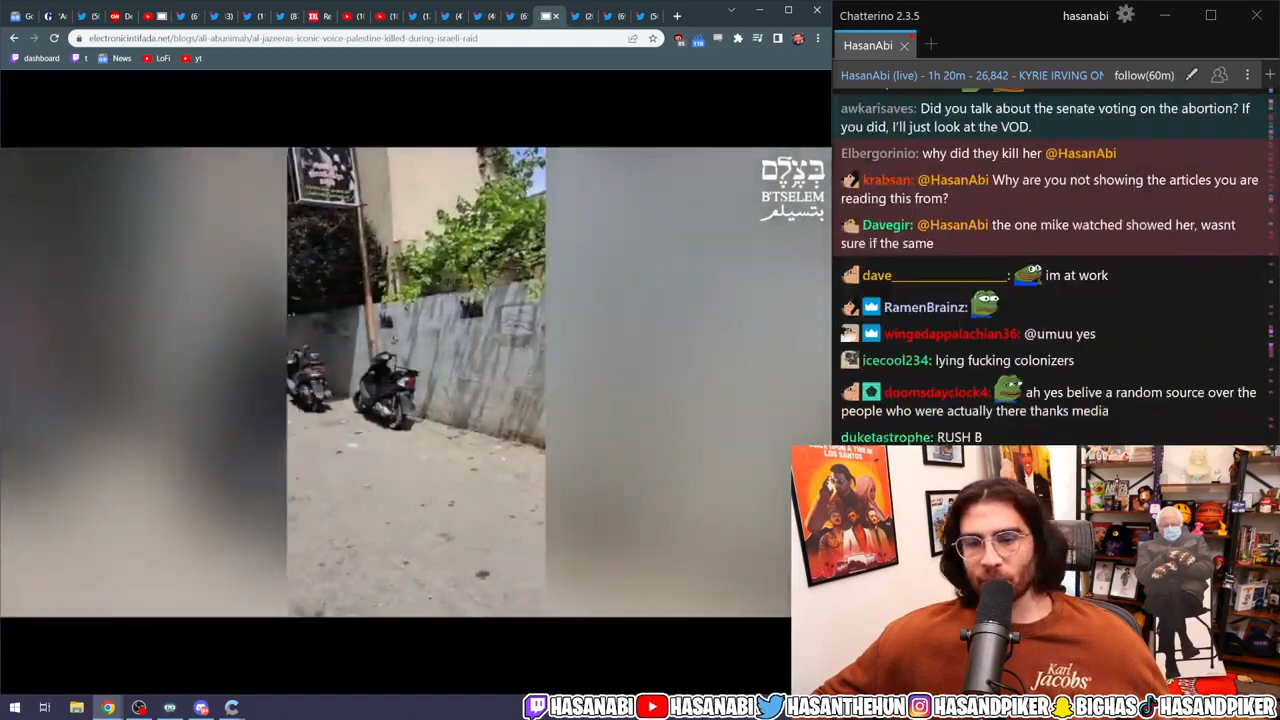 Chatterino 2.3.5
hasanabi
electronicintifada.net/blogs/ali-abunimah/al-jazeeras-iconic-voice-palestine-killed-during-israeli-raid
HasanAbi
dashboard
t
News
LoFi
yt
HasanAbi (live) - 1h 20m - 26,842 - KYRIE IRVING ON
follow(60m)
awkarisaves: Did you talk about the senate voting on the abortion? If
you did, I'll just look at the VOD.
Elbergorinio: why did they kill her @HasanAbi
krabsan: @HasanAbi Why are you not showing the articles you are
reading this from?
Davegir: @HasanAbi the one mike watched showed her, wasnt
sure if the same
dave__________________: im at work
RamenBrainz:
wingedappalachian36: @umuu yes
icecool234: lying fucking colonizers
doomsdayclock4: ah yes belive a random source over the
people who were actually there thanks media
duketastrophe: RUSH B
בצלם
B'TSELEM
بتسيلم
LOS SANTOS
Karl
Jacobs
HASANABI
HASANABI
HASANTHEHUN
HASANDPIKER
BIGHAS
HASANDPIKER